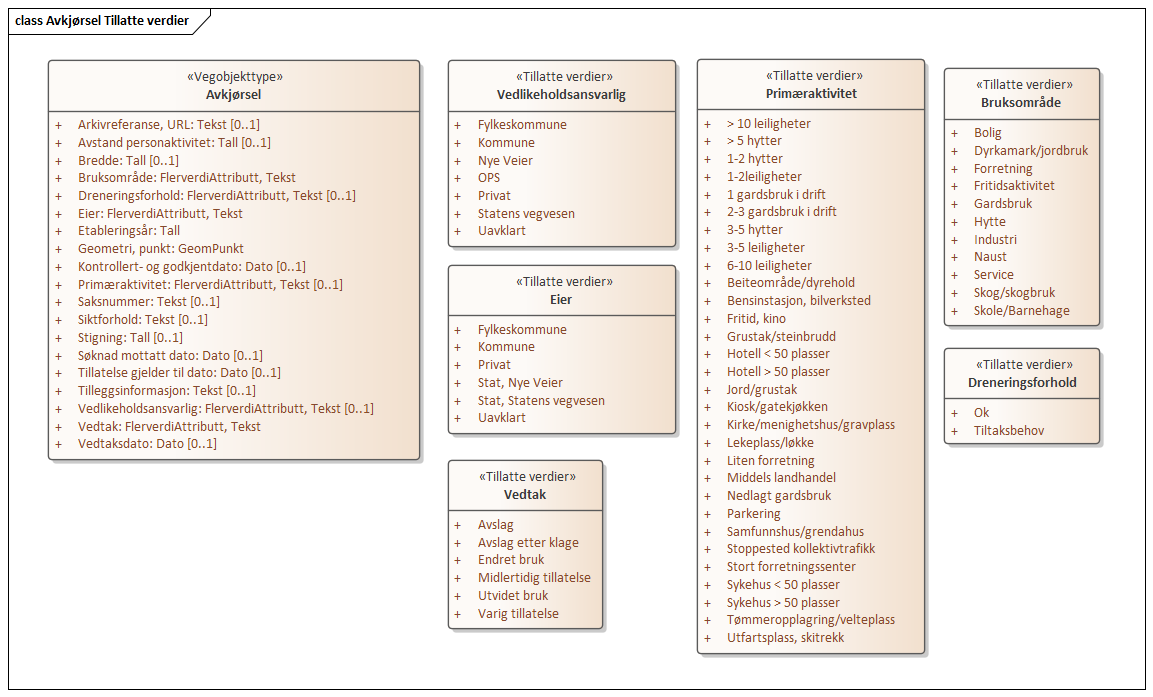 class Avkjørsel Tillatte verdier
«Vegobjekttype»
Avkjørsel
+ Arkivreferanse, URL: Tekst [0..1]
+ Avstand personaktivitet: Tall [0..1]
+ Bredde: Tall [0..1]
+ Bruksområde: FlerverdiAttributt, Tekst
+ Dreneringsforhold: FlerverdiAttributt, Tekst [0..1]
+ Eier: FlerverdiAttributt, Tekst
+ Etableringsår: Tall
+ Geometri, punkt: GeomPunkt
+ Kontrollert- og godkjentdato: Dato [0..1]
+ Primæraktivitet: FlerverdiAttributt, Tekst [0..1]
+ Saksnummer: Tekst [0..1]
+ Siktforhold: Tekst [0..1]
+ Stigning: Tall [0..1]
+ Søknad mottatt dato: Dato [0..1]
+ Tillatelse gjelder til dato: Dato [0..1]
+ Tilleggsinformasjon: Tekst [0..1]
+ Vedlikeholdsansvarlig: FlerverdiAttributt, Tekst [0..1]
+ Vedtak: FlerverdiAttributt, Tekst
+ Vedtaksdato: Dato [0..1]
«Tillatte verdier»
Vedlikeholdsansvarlig
+ Fylkeskommune
+ Kommune
+ Nye Veier
+ OPS
+ Privat
+ Statens vegvesen
+ Uavklart
«Tillatte verdier»
Eier
+ Fylkeskommune
+ Kommune
+ Privat
+ Stat, Nye Veier
+ Stat, Statens vegvesen
+ Uavklart
«Tillatte verdier»
Vedtak
+ Avslag
+ Avslag etter klage
+ Endret bruk
+ Midlertidig tillatelse
+ Utvidet bruk
+ Varig tillatelse
«Tillatte verdier»
Primæraktivitet
+ > 10 leiligheter
+ > 5 hytter
+ 1-2 hytter
+ 1-2leiligheter
+ 1 gardsbruk i drift
+ 2-3 gardsbruk i drift
+ 3-5 hytter
+ 3-5 leiligheter
+ 6-10 leiligheter
+ Beiteområde/dyrehold
+ Bensinstasjon, bilverksted
+ Fritid, kino
+ Grustak/steinbrudd
+ Hotell < 50 plasser
+ Hotell > 50 plasser
+ Jord/grustak
+ Kiosk/gatekjøkken
+ Kirke/menighetshus/gravplass
+ Lekeplass/løkke
+ Liten forretning
+ Middels landhandel
+ Nedlagt gardsbruk
+ Parkering
+ Samfunnshus/grendahus
+ Stoppested kollektivtrafikk
+ Stort forretningssenter
+ Sykehus < 50 plasser
+ Sykehus > 50 plasser
+ Tømmeropplagring/velteplass
+ Utfartsplass, skitrekk
«Tillatte verdier»
Bruksområde
+ Bolig
+ Dyrkamark/jordbruk
+ Forretning
+ Fritidsaktivitet
+ Gardsbruk
+ Hytte
+ Industri
+ Naust
+ Service
+ Skog/skogbruk
+ Skole/Barnehage
«Tillatte verdier»
Dreneringsforhold
+ Ok
+ Tiltaksbehov